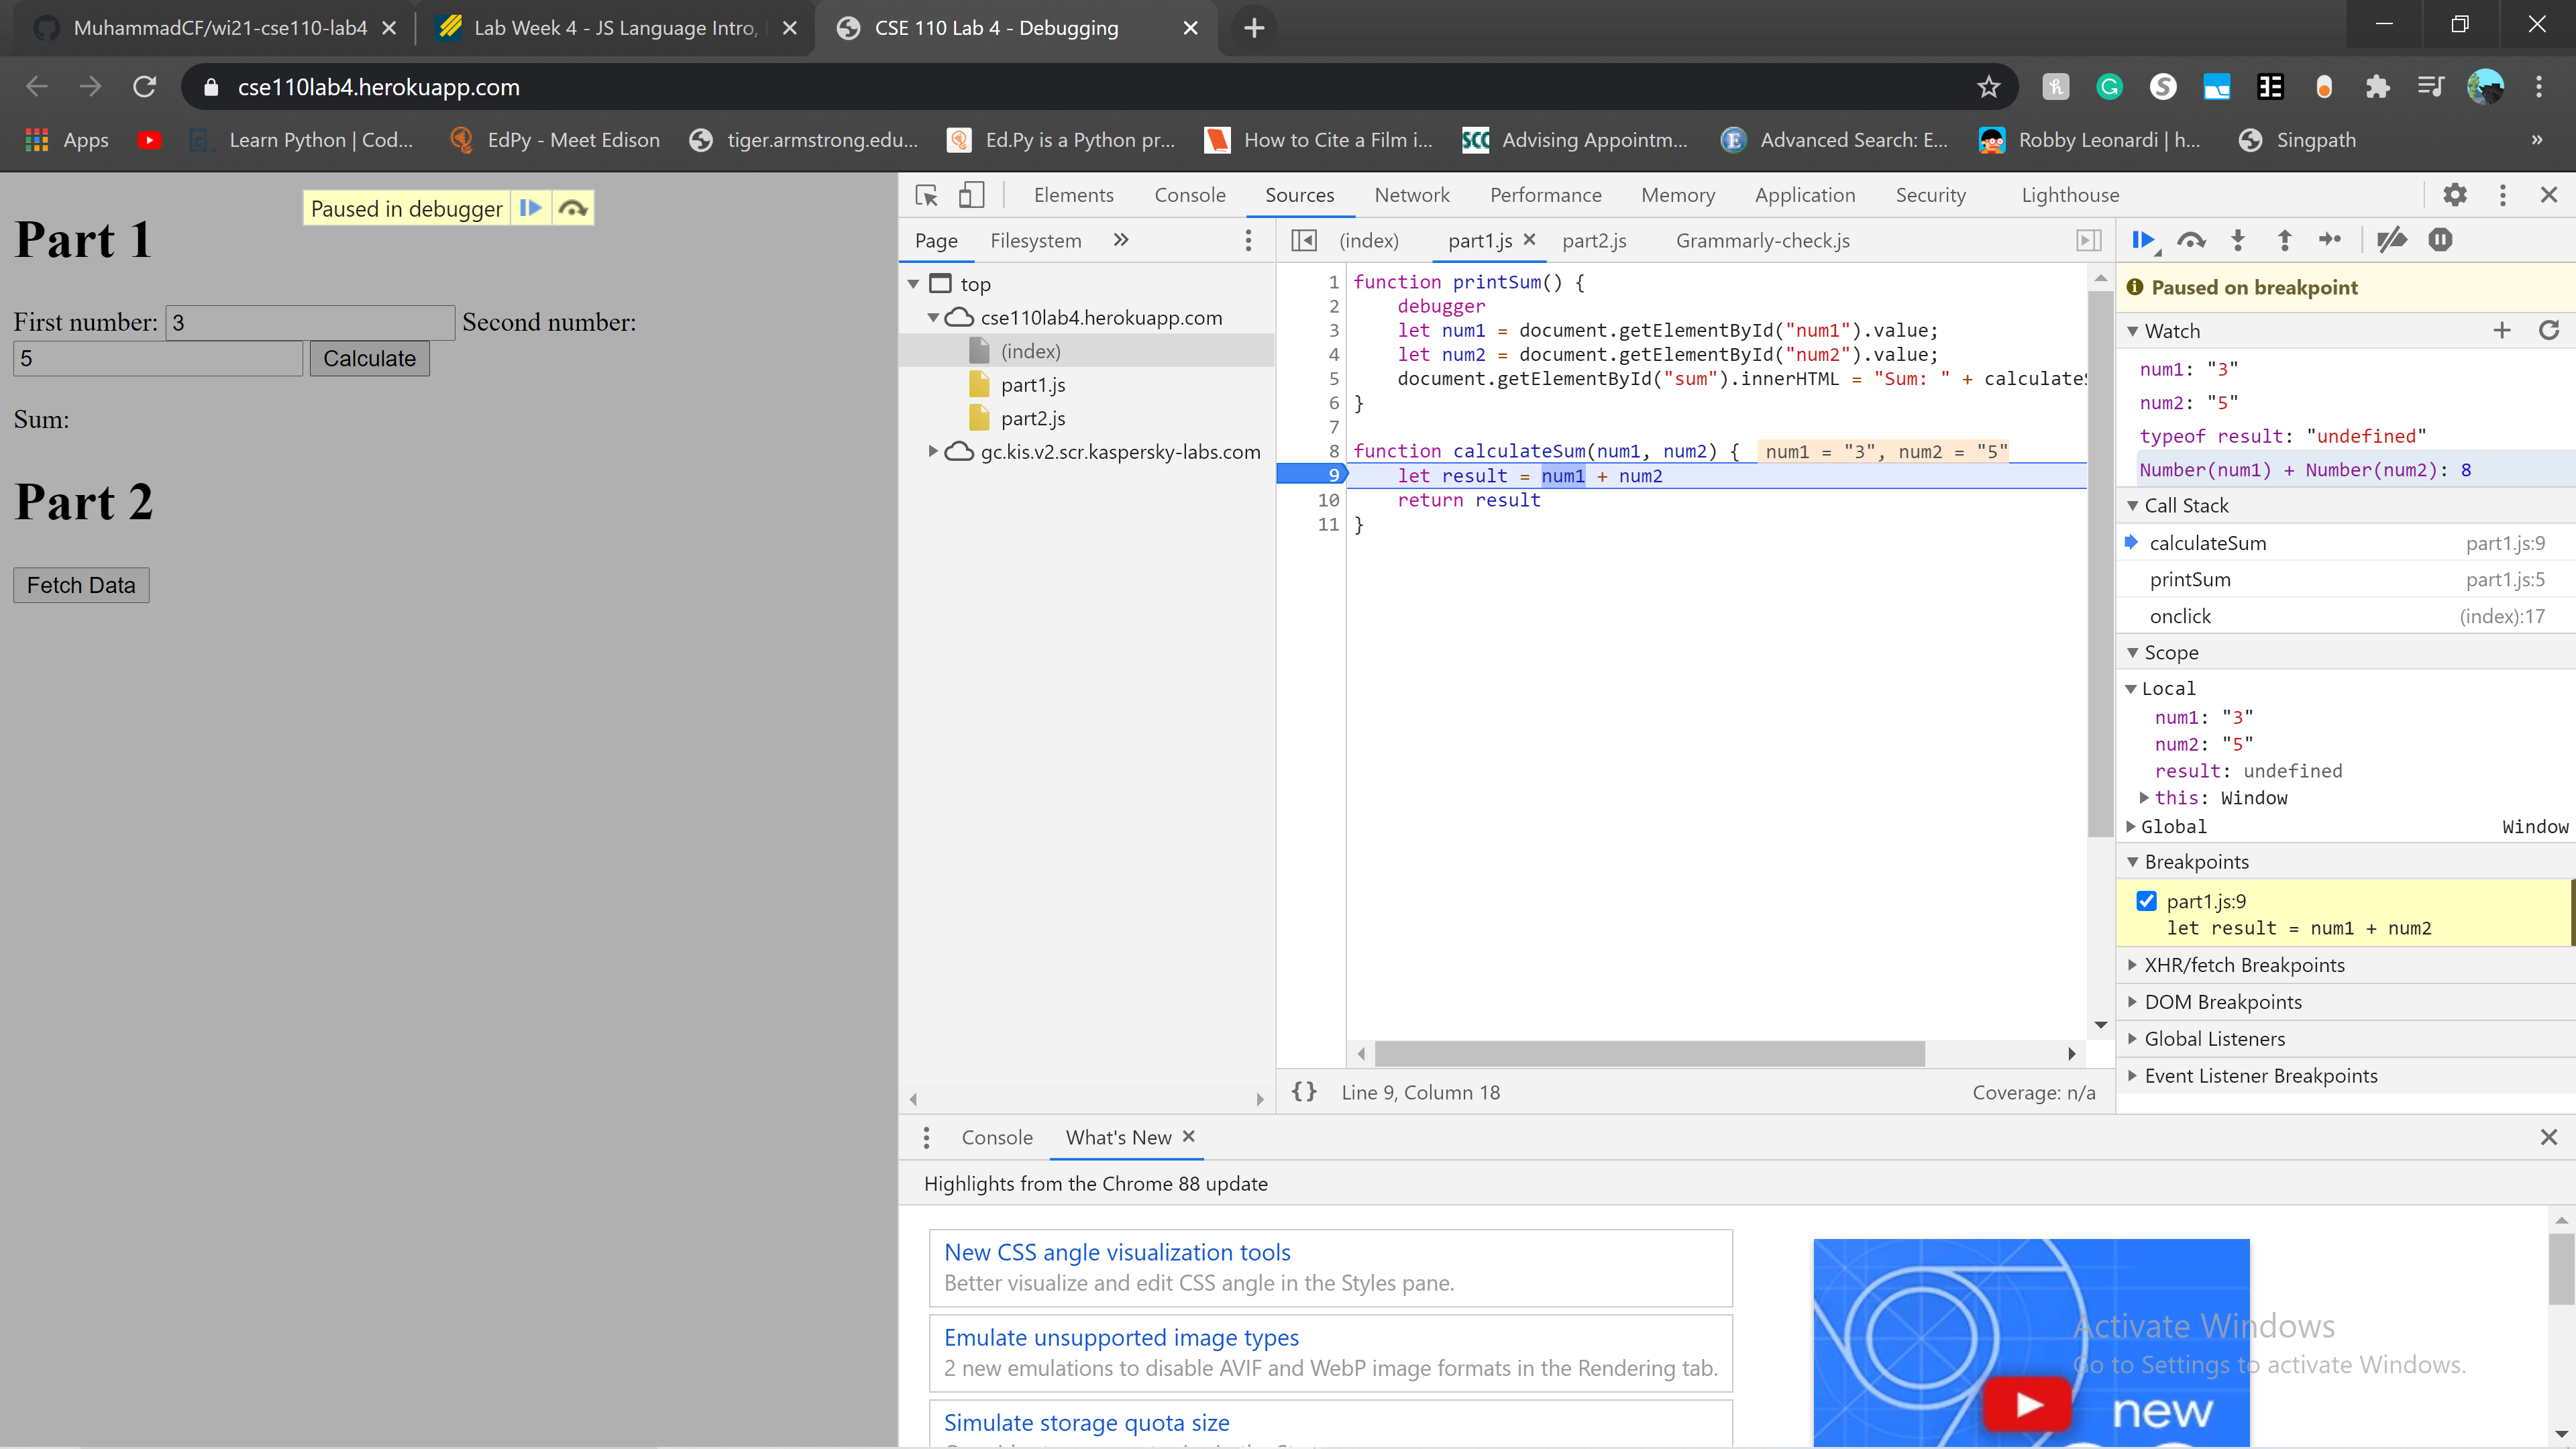 MuhammadCF/wi21-cse110-lab4
Lab Week 4 - JS Language Intro,
CSE 110 Lab 4 - Debugging
cse110lab4.herokuapp.com
Apps
Learn Python | Cod...
EdPy - Meet Edison
tiger.armstrong.edu...
Ed.Py is a Python pr...
How to Cite a Film i...
SCC
Advising Appointm...
Advanced Search: E...
Robby Leonardi | h...
Singpath
»
Paused in debugger
Part 1
First number: 3 Second number:
5 Calculate
Sum:
Part 2
Fetch Data
Elements Console Sources Network Performance Memory Application Security Lighthouse
Page Filesystem »
top
cse110lab4.herokuapp.com
(index)
part1.js
part2.js
gc.kis.v2.scr.kaspersky-labs.com
(index) part1.js part2.js Grammarly-check.js
1 function printSum() {
2 debugger
3 let num1 = document.getElementById("num1").value;
4 let num2 = document.getElementById("num2").value;
5 document.getElementById("sum").innerHTML = "Sum: " + calculateS
6 }
7
8 function calculateSum(num1, num2) { num1 = "3", num2 = "5"
9 let result = num1 + num2
10 return result
11 }
{} Line 9, Column 18 Coverage: n/a
Paused on breakpoint
Watch
num1: "3"
num2: "5"
typeof result: "undefined"
Number(num1) + Number(num2): 8
Call Stack
calculateSum part1.js:9
printSum part1.js:5
onclick (index):17
Scope
Local
num1: "3"
num2: "5"
result: undefined
this: Window
Global Window
Breakpoints
part1.js:9
let result = num1 + num2
XHR/fetch Breakpoints
DOM Breakpoints
Global Listeners
Event Listener Breakpoints
Console What's New
Highlights from the Chrome 88 update
New CSS angle visualization tools
Better visualize and edit CSS angle in the Styles pane.
Emulate unsupported image types
2 new emulations to disable AVIF and WebP image formats in the Rendering tab.
Simulate storage quota size
new
Activate Windows
Go to Settings to activate Windows.